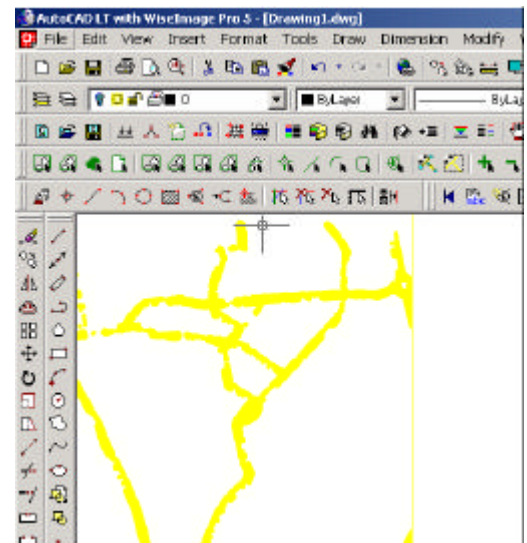 AutoCAD LT with WiseImage Pro 5 - [Drawing1.dwg]
File Edit View Insert Format Tools Draw Dimension Modify
0 ByLayer